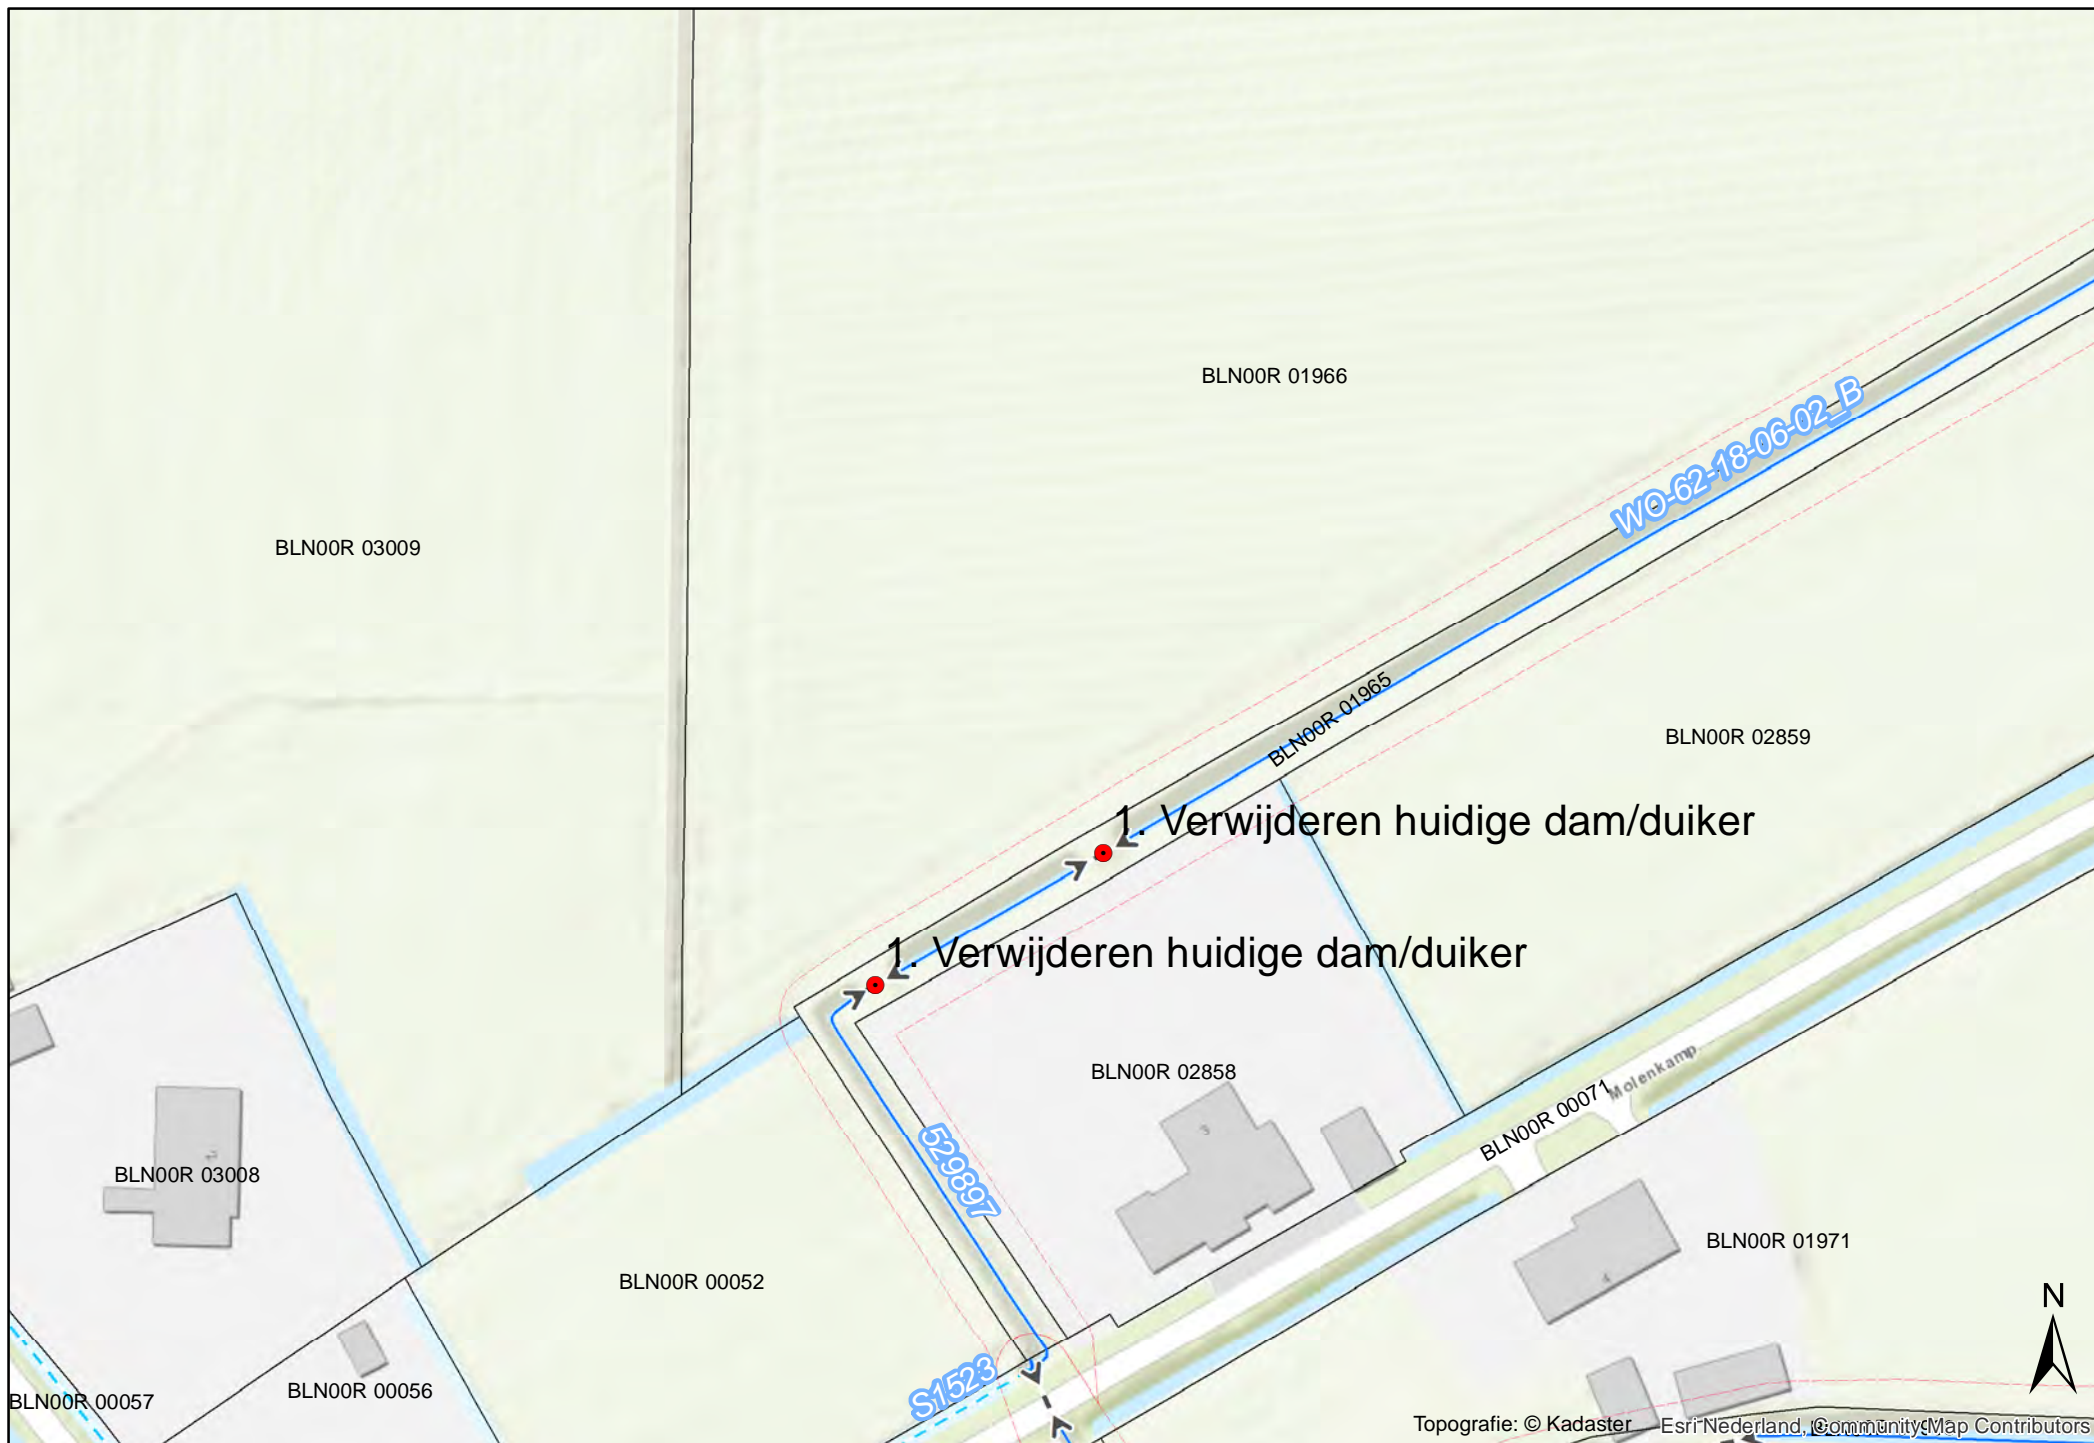 BLN00R 01966
WO-62-18-06-02_B
BLN00R 03009
BLN00R 01965
BLN00R 02859
1. Verwijderen huidige dam/duiker
1. Verwijderen huidige dam/duiker
BLN00R 02858
Molenkamp
BLN00R 00071
529897
3
BLN00R 03008
BLN00R 01971
4
BLN00R 00052
N
S1523
BLN00R 00056
BLN00R 00057
Topografie: © Kadaster Esri Nederland, Community Map Contributors